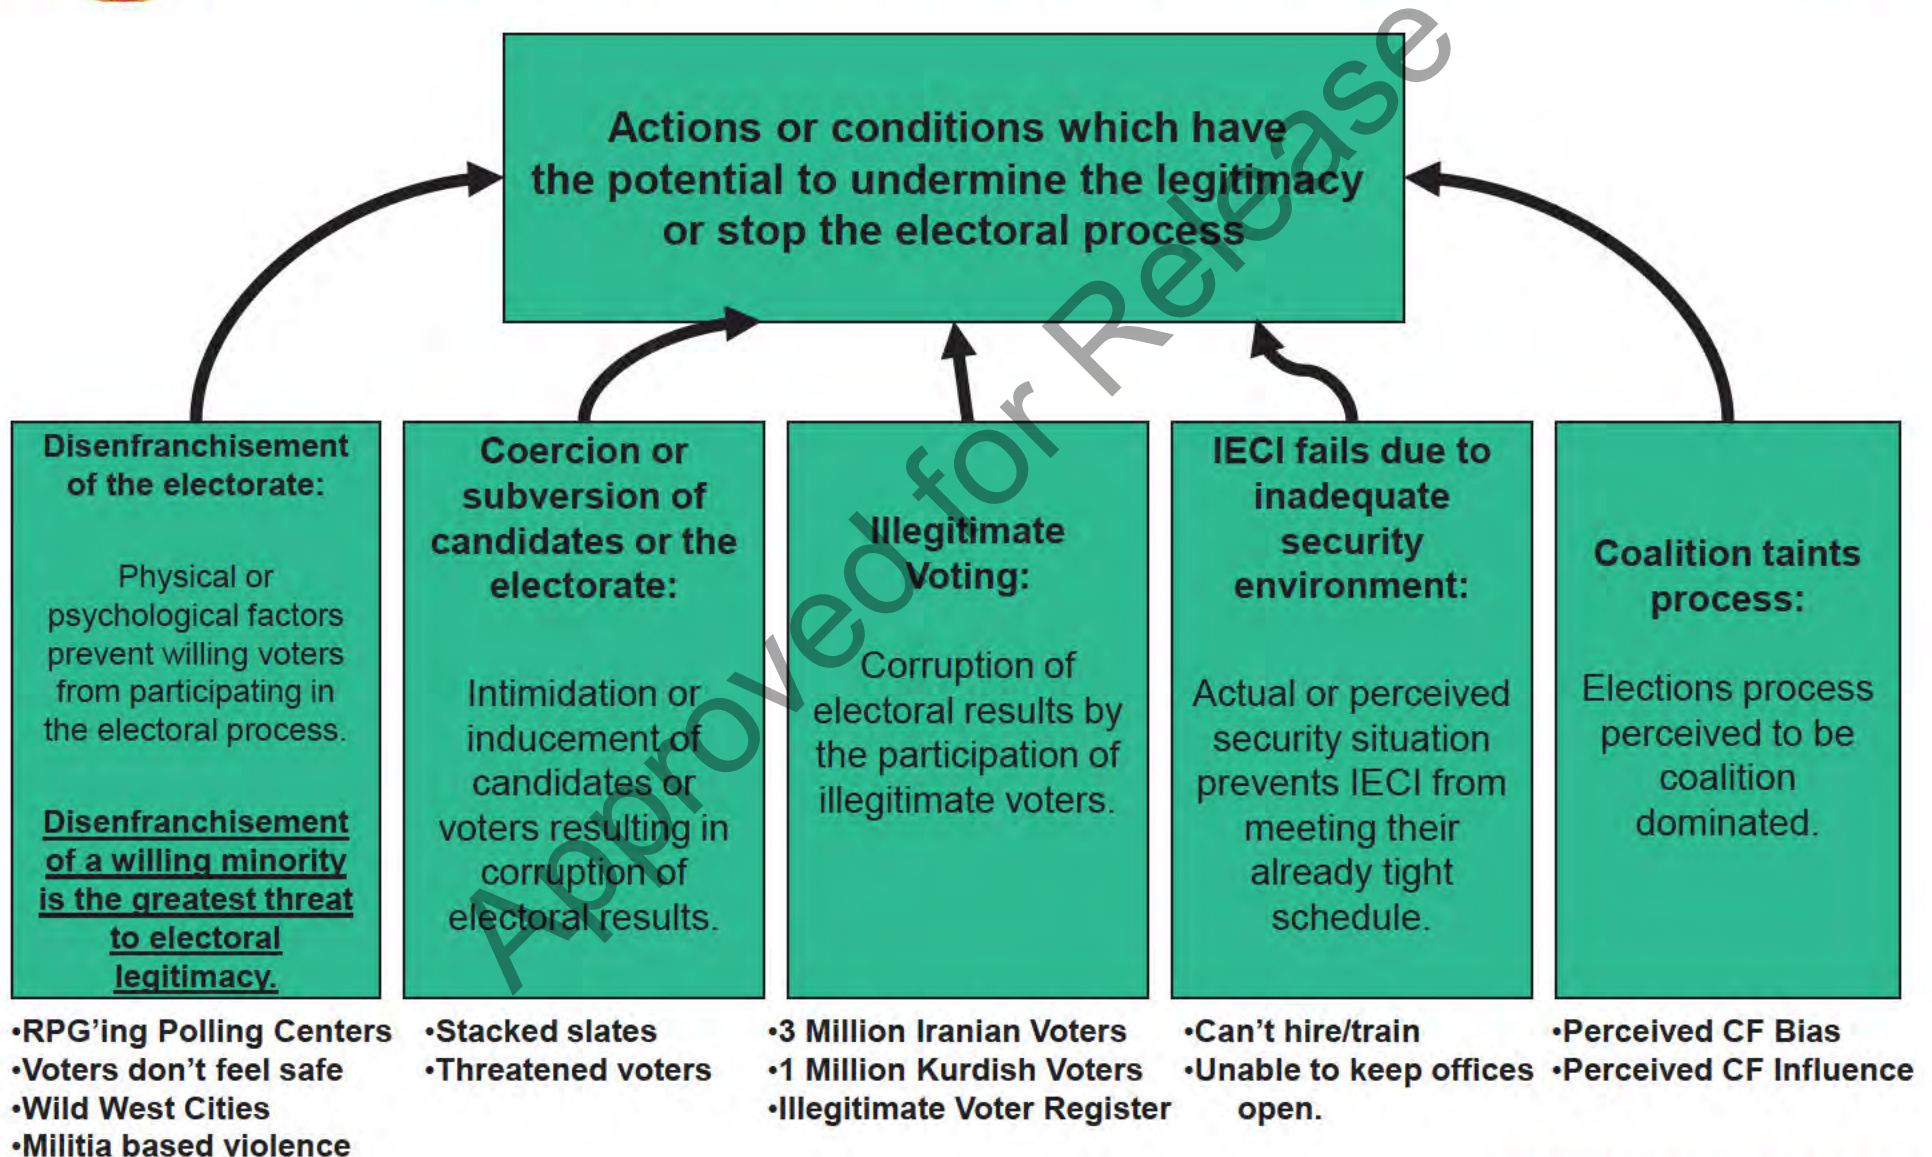 Actions or conditions which have
the potential to undermine the legitimacy
or stop the electoral process
Disenfranchisement
of the electorate:
Physical or
psychological factors
prevent willing voters
from participating in
the electoral process.
Disenfranchisement
of a willing minority
is the greatest threat
to electoral
legitimacy.
•RPG'ing Polling Centers
•Voters don't feel safe
•Wild West Cities
•Militia based violence
Coercion or
subversion of
candidates or the
electorate:
Intimidation or
inducement of
candidates or
voters resulting in
corruption of
electoral results.
•Stacked slates
•Threatened voters
Illegitimate
Voting:
Corruption of
electoral results by
the participation of
illegitimate voters.
•3 Million Iranian Voters
•1 Million Kurdish Voters
•Illegitimate Voter Register
IECI fails due to
inadequate
security
environment:
Actual or perceived
security situation
prevents IECI from
meeting their
already tight
schedule.
•Can't hire/train
•Unable to keep offices
open.
Coalition taints
process:
Elections process
perceived to be
coalition
dominated.
•Perceived CF Bias
•Perceived CF Influence
Approved for Release